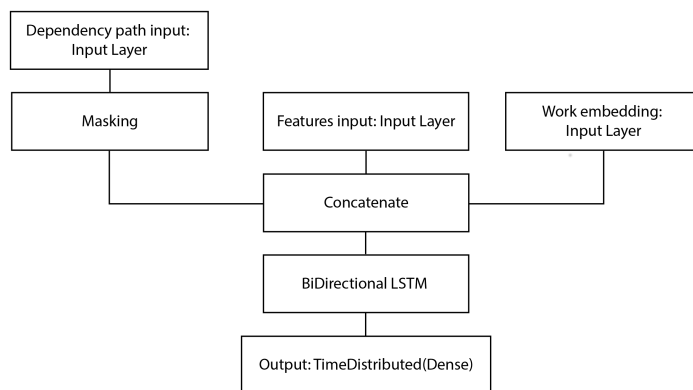 Dependency path input:
Input Layer
Masking
Features input: Input Layer
Work embedding:
Input Layer
Concatenate
BiDirectional LSTM
Output: TimeDistributed(Dense)